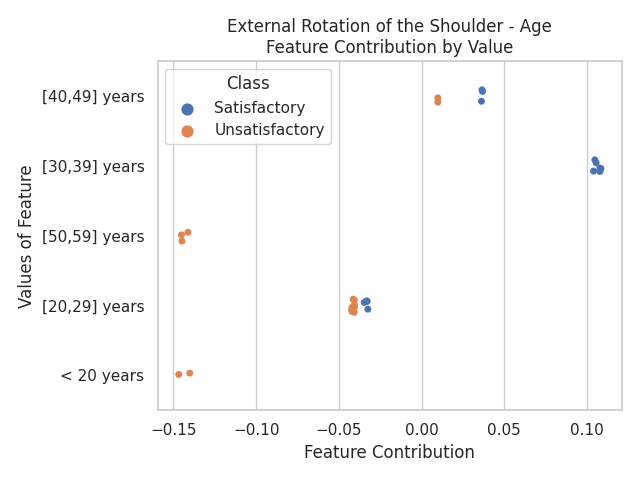 External Rotation of the Shoulder - Age
Feature Contribution by Value
Class
Satisfactory
Unsatisfactory
Values of Feature
[40,49] years
[30,39] years
[50,59] years
[20,29] years
< 20 years
−0.15
−0.10
−0.05
0.00
0.05
0.10
Feature Contribution